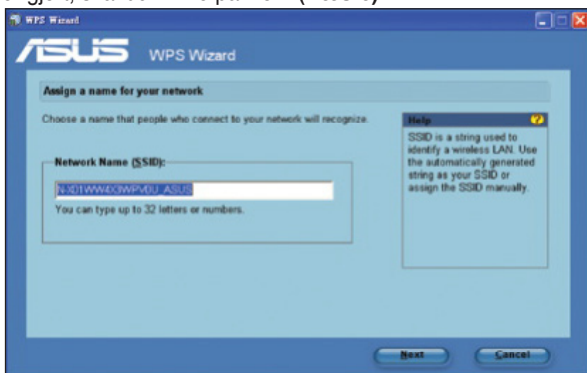 WPS Wizard
ASUS WPS Wizard
Assign a name for your network
Choose a name that people who connect to your network will recognize.
Network Name (SSID):
You can type up to 32 letters or numbers.
Help
SSID is a string used to
identify a wireless LAN. Use
the automatically generated
string as your SSID or
assign the SSID manually.
Next Cancel